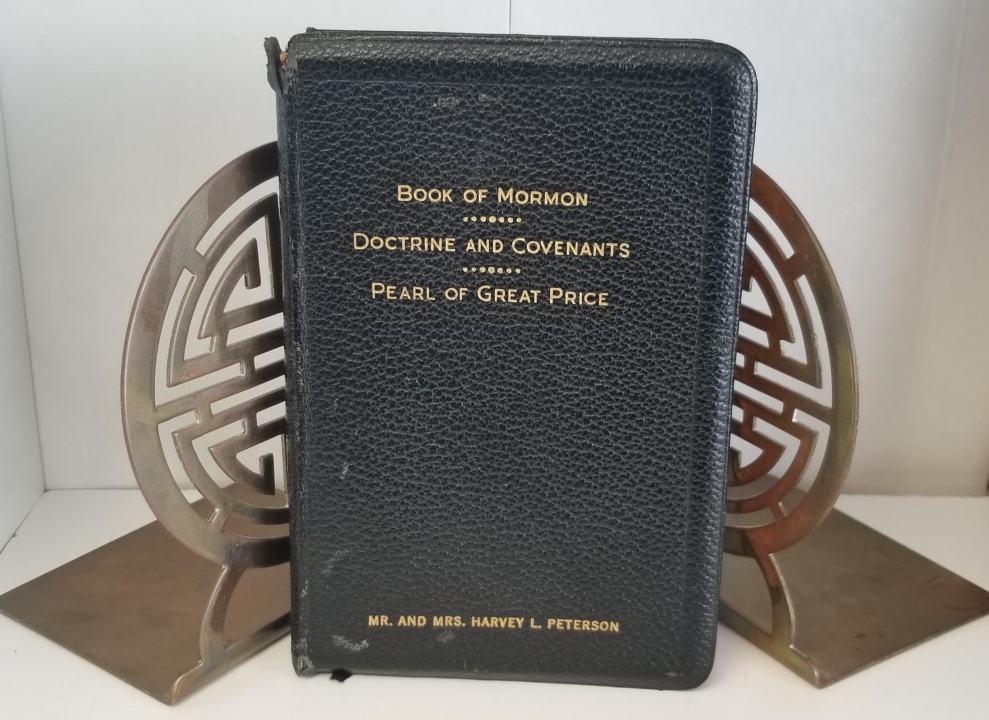 Book of Mormon
Doctrine and Covenants
Pearl of Great Price
MR. AND MRS. HARVEY L. PETERSON